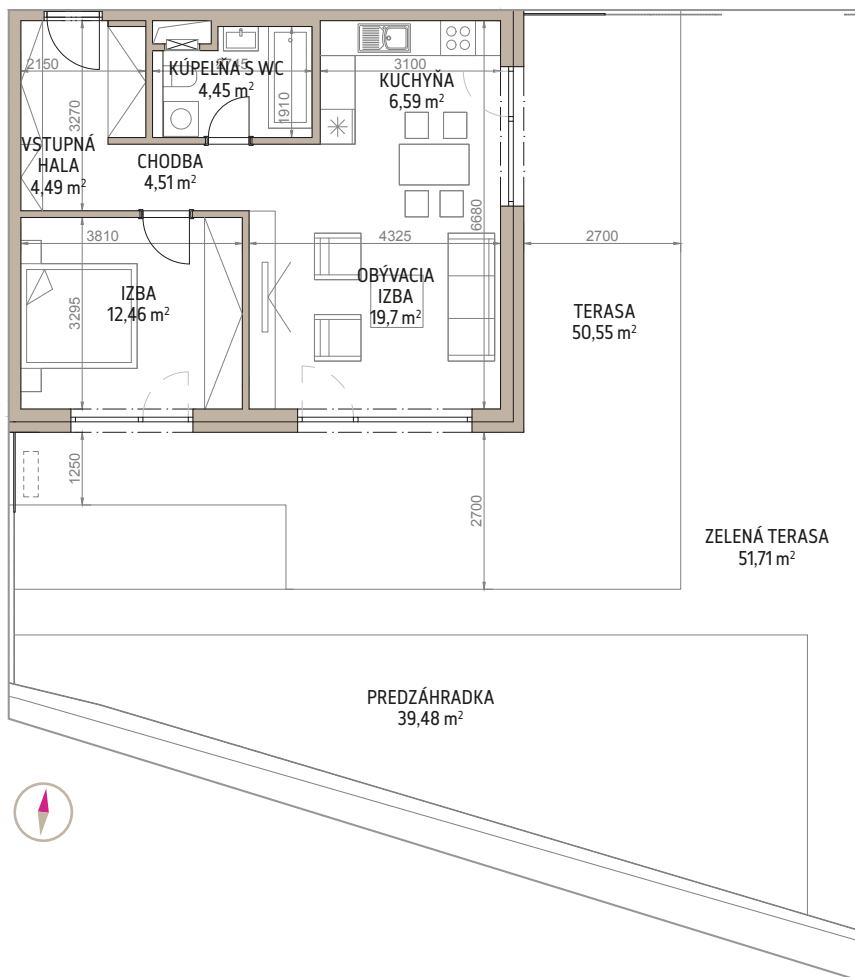 2150
KÚPEĽŇA S WC
4,45 m²
1910
3100
KUCHYŇA
6,59 m²
3270
VSTUPNÁ
HALA
4,49 m²
CHODBA
4,51 m²
3810
4325
6680
2700
IZBA
12,46 m²
3295
OBÝVACIA
IZBA
19,7 m²
TERASA
50,55 m²
1250
2700
ZELENÁ TERASA
51,71 m²
PREDZÁHRADKA
39,48 m²